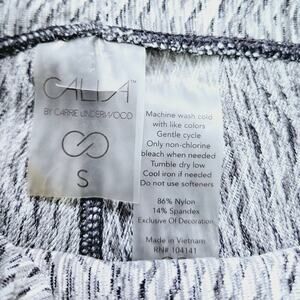 CALIA™
BY CARRIE UNDERWOOD
S
Machine wash cold
with like colors
Gentle cycle
Only non-chlorine
bleach when needed
Tumble dry low
Cool iron if needed
Do not use softeners
86% Nylon
14% Spandex
Exclusive Of Decoration
Made in Vietnam
RN# 104141